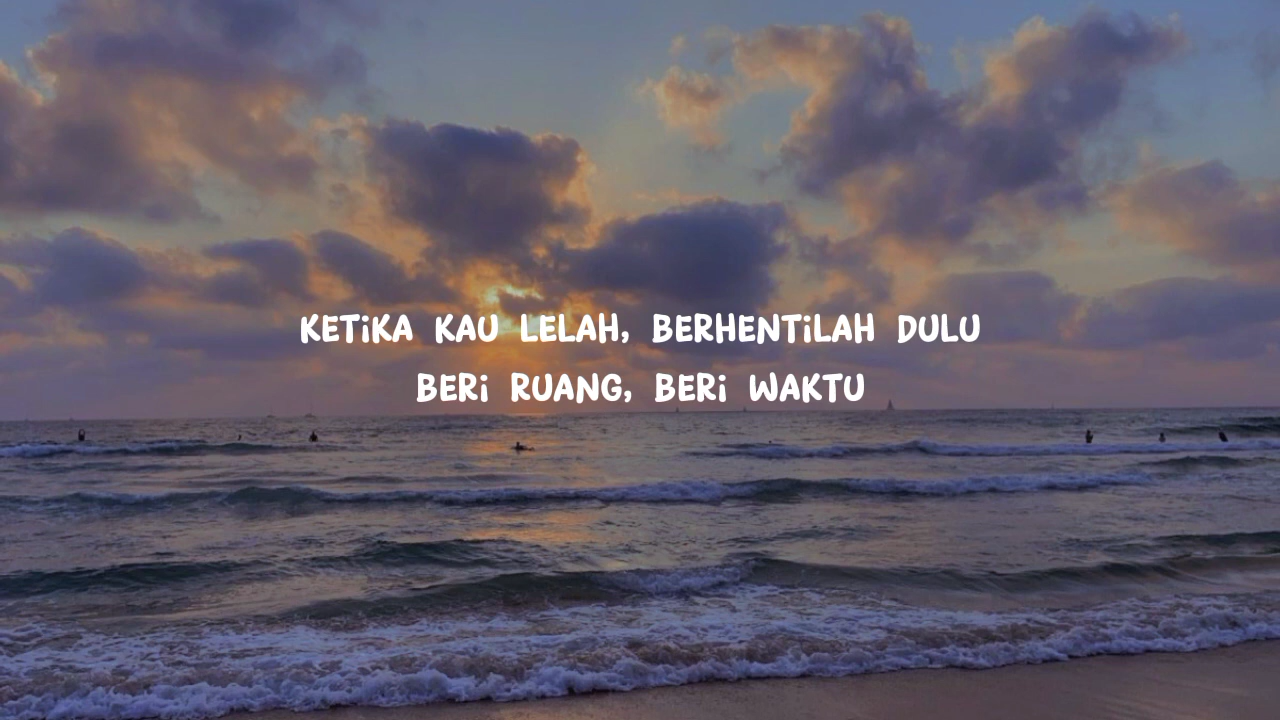 KETIKA KAU LELAH, BERHENTILAH DULU
BERI RUANG, BERI WAKTU